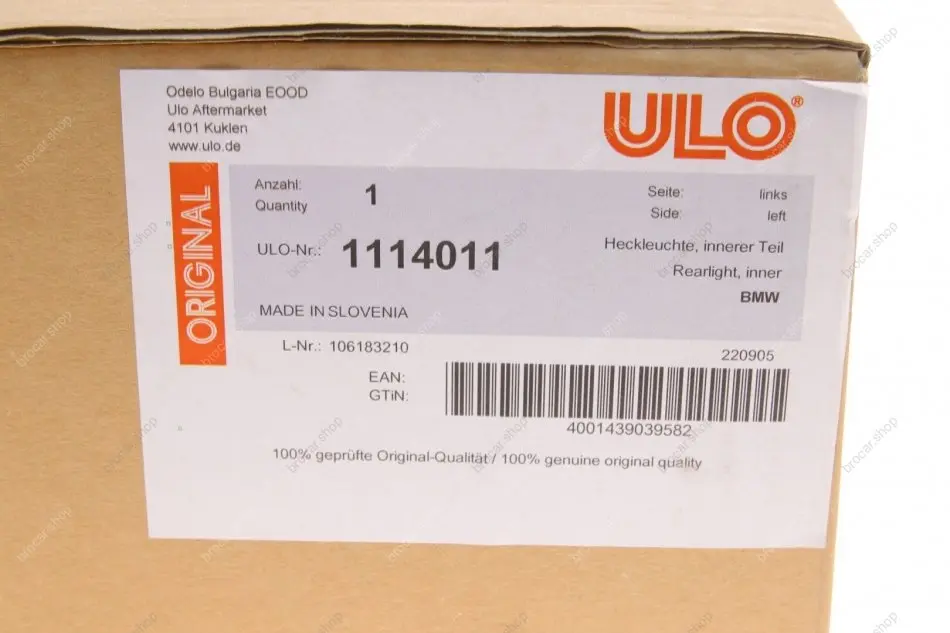 Odelo Bulgaria EOOD
Ulo Aftermarket
4101 Kuklen
www.ulo.de
ULO®
ORIGINAL
Anzahl: 1
Quantity
Seite: links
Side: left
ULO-Nr.: 1114011
Heckleuchte, innerer Teil
Rearlight, inner
BMW
MADE IN SLOVENIA
L-Nr.: 106183210
220905
EAN:
GTiN:
4001439039582
100% geprüfte Original-Qualität / 100% genuine original quality
brocar.shop